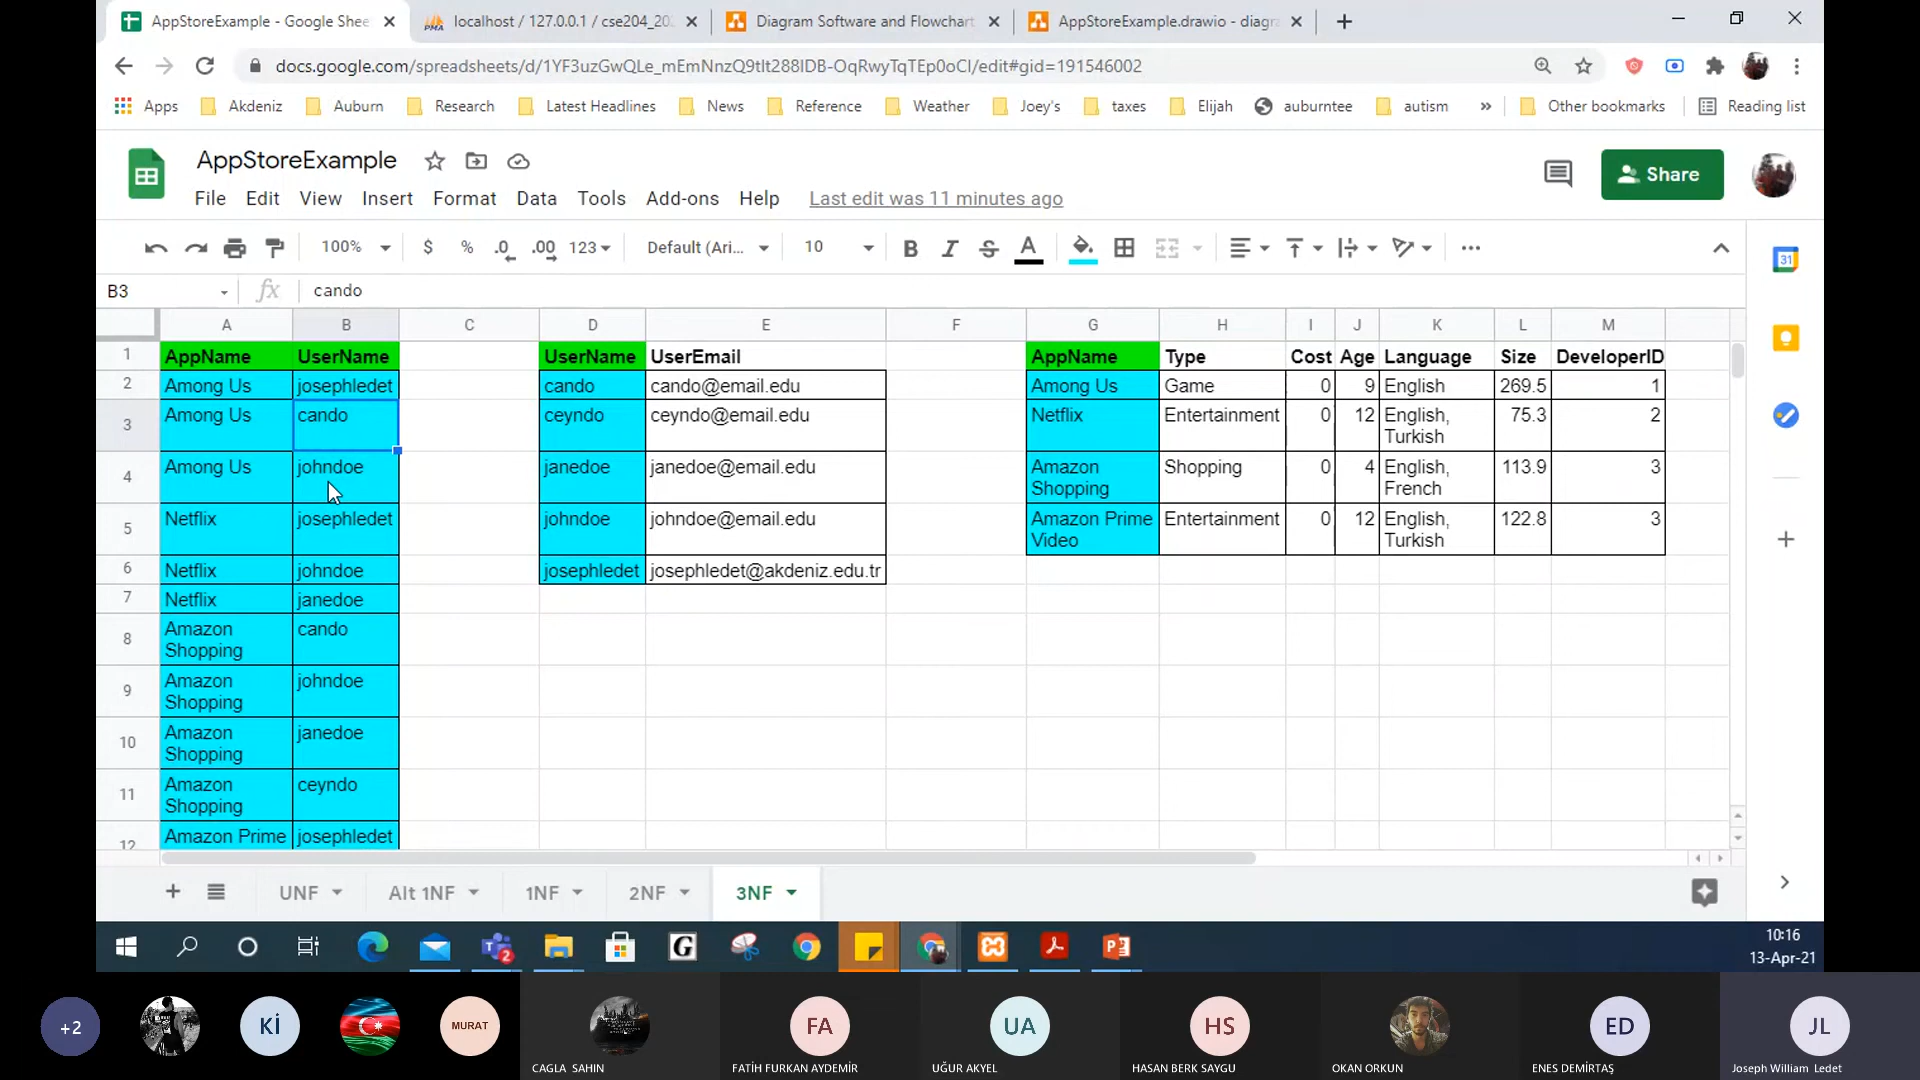 AppStoreExample - Google Shee
localhost / 127.0.0.1 / cse204_202
Diagram Software and Flowchart
AppStoreExample.drawio - diagra
docs.google.com/spreadsheets/d/1YF3uzGwQLe_mEmNnzQ9tIt288IDB-OqRwyTqTEp0oCI/edit#gid=191546002
Apps Akdeniz Auburn Research Latest Headlines News Reference Weather Joey's taxes Elijah auburntee autism » Other bookmarks Reading list
AppStoreExample
Share
File Edit View Insert Format Data Tools Add-ons Help Last edit was 11 minutes ago
100% $ % .0 .00 123 Default (Ari... 10 B I S A
B3 fx cando
A B C D E F G H I J K L M
1 AppName UserName UserName UserEmail AppName Type Cost Age Language Size DeveloperID
2 Among Us josephledet cando cando@email.edu Among Us Game 0 9 English 269.5 1
3 Among Us cando ceyndo ceyndo@email.edu Netflix Entertainment 0 12 English, 75.3 2
Turkish
4 Among Us johndoe janedoe janedoe@email.edu Amazon Shopping 0 4 English, 113.9 3
Shopping French
5 Netflix josephledet johndoe johndoe@email.edu Amazon Prime Entertainment 0 12 English, 122.8 3
Video Turkish
6 Netflix johndoe josephledet josephledet@akdeniz.edu.tr
7 Netflix janedoe
8 Amazon cando
Shopping
9 Amazon johndoe
Shopping
10 Amazon janedoe
Shopping
11 Amazon ceyndo
Shopping
12 Amazon Prime josephledet
+ UNF Alt 1NF 1NF 2NF 3NF
31
2
G
10:16
13-Apr-21
+2 Kİ MURAT FA UA HS ED JL
CAGLA SAHIN FATİH FURKAN AYDEMİR UĞUR AKYEL HASAN BERK SAYGU OKAN ORKUN ENES DEMİRTAŞ Joseph William Ledet